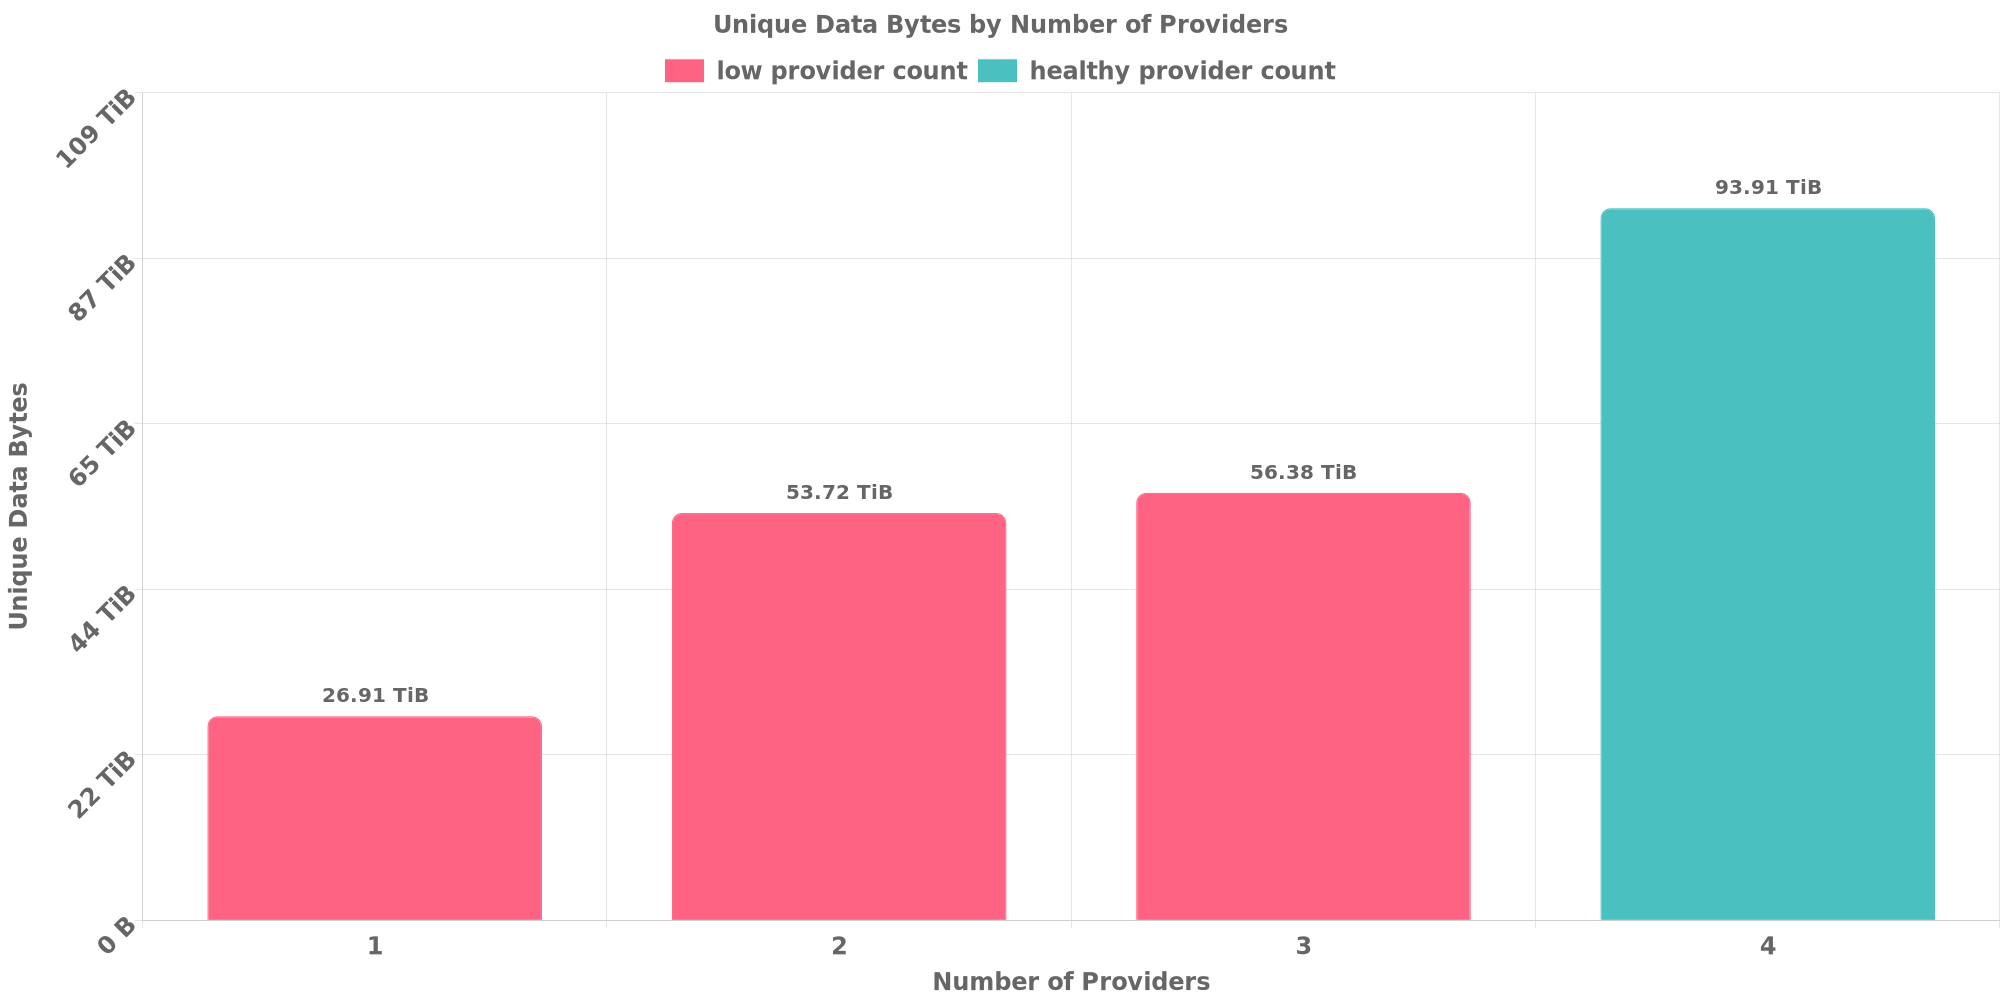 Unique Data Bytes by Number of Providers
low provider count healthy provider count
109 TiB
87 TiB
65 TiB
44 TiB
22 TiB
0 B
Unique Data Bytes
26.91 TiB
53.72 TiB
56.38 TiB
93.91 TiB
1 2 3 4
Number of Providers